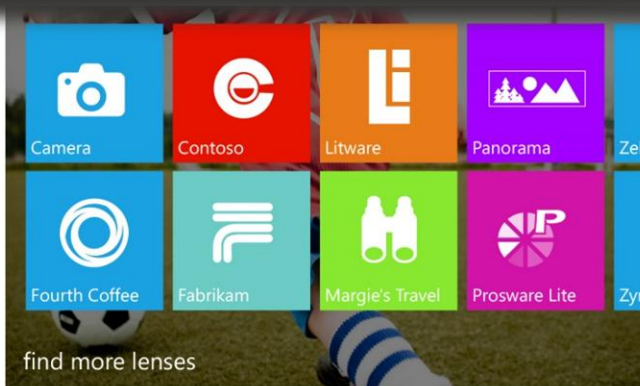 Camera
Contoso
Litware
Panorama
Fourth Coffee
Fabrikam
Margie's Travel
Prosware Lite
find more lenses